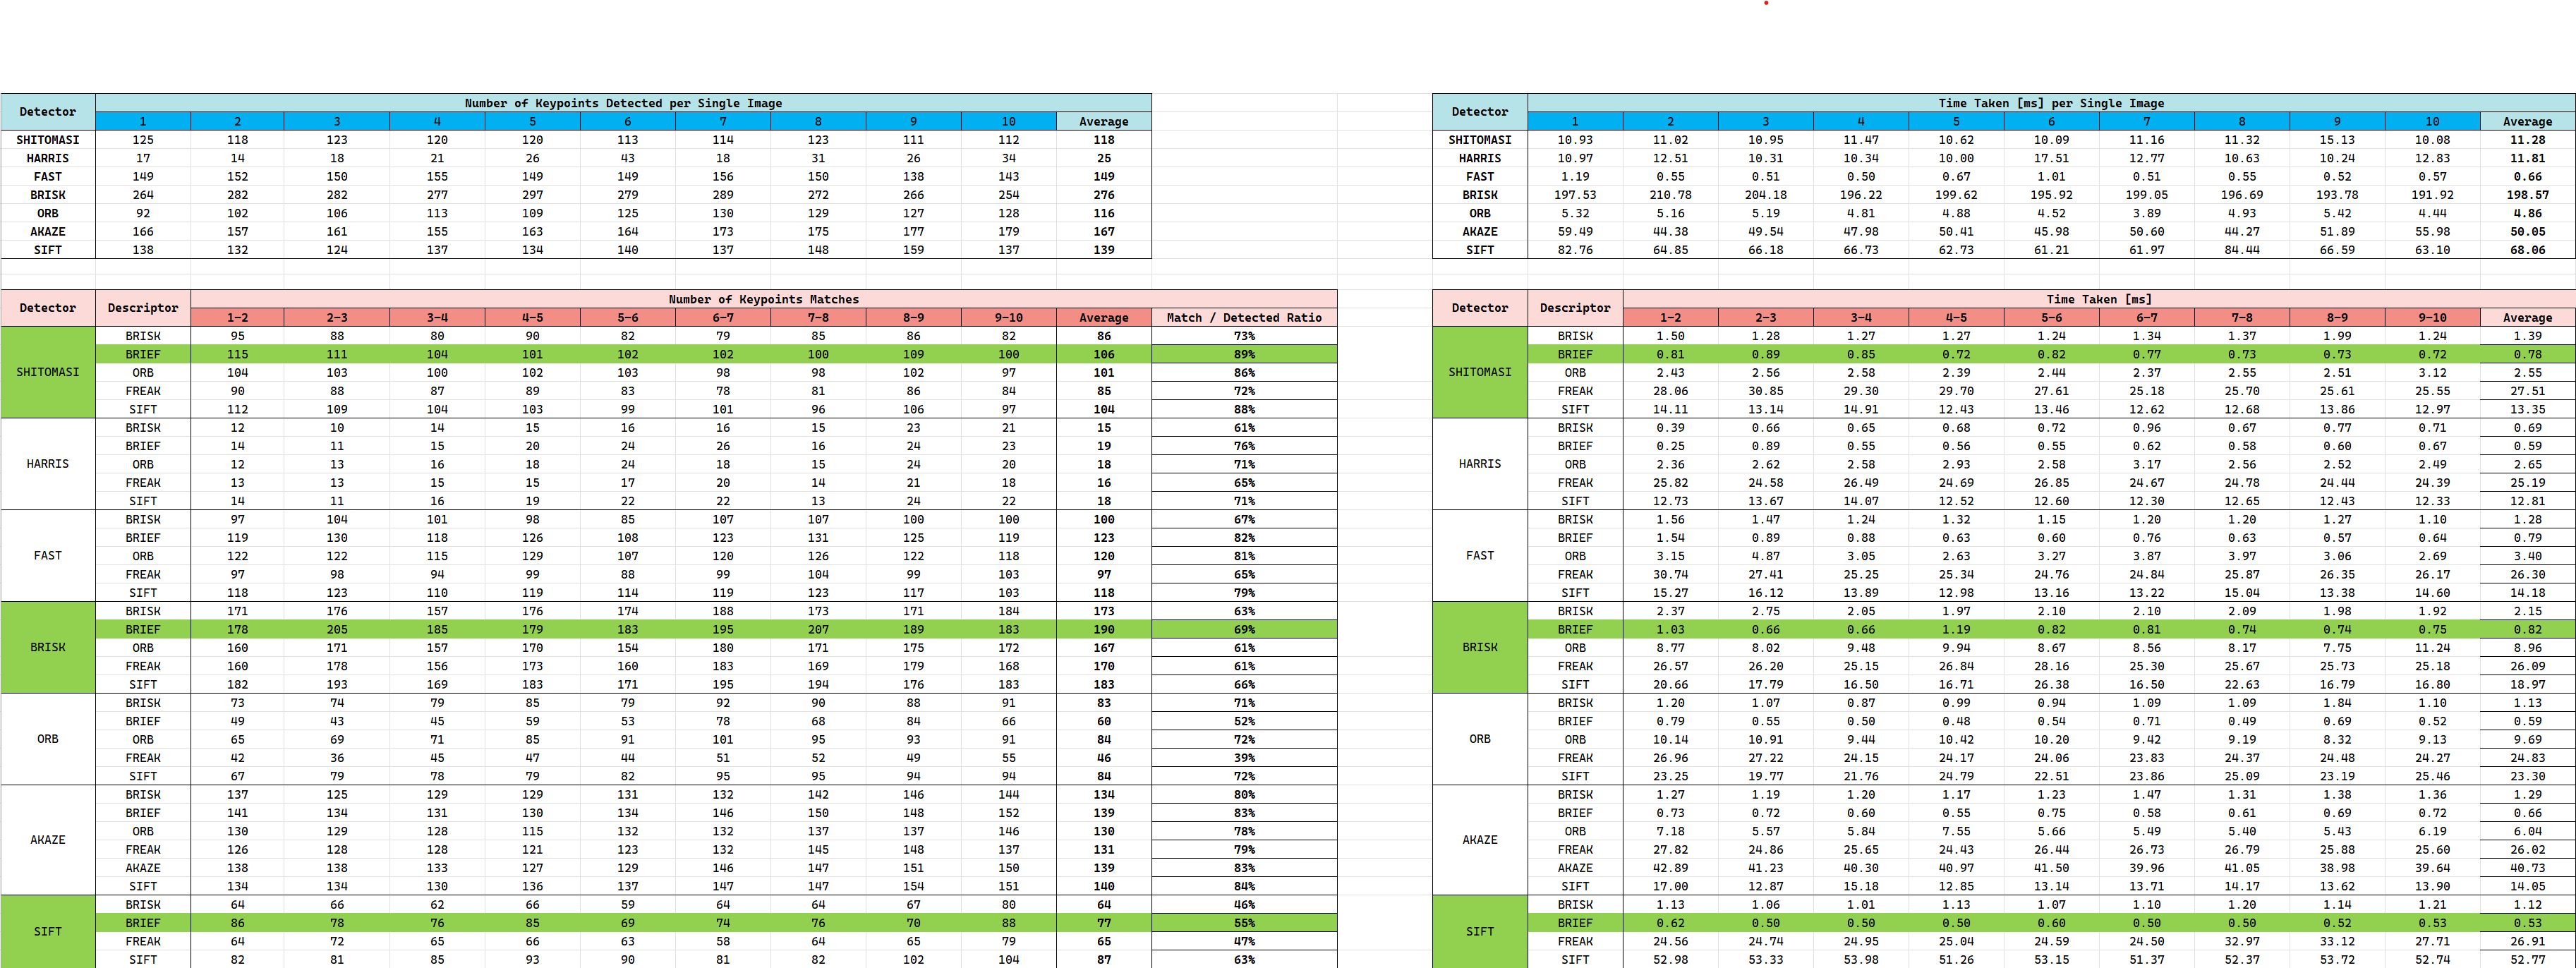 Detector Number of Keypoints Detected per Single Image
1 2 3 4 5 6 7 8 9 10 Average
SHITOMASI 125 118 123 120 120 113 114 123 111 112 118
HARRIS 17 14 18 21 26 43 18 31 26 34 25
FAST 149 152 150 155 149 149 156 150 138 143 149
BRISK 264 282 282 277 297 279 289 272 266 254 276
ORB 92 102 106 113 109 125 130 129 127 128 116
AKAZE 166 157 161 155 163 164 173 175 177 179 167
SIFT 138 132 124 137 134 140 137 148 159 137 139
Detector Time Taken [ms] per Single Image
1 2 3 4 5 6 7 8 9 10 Average
SHITOMASI 10.93 11.02 10.95 11.47 10.62 10.09 11.16 11.32 15.13 10.08 11.28
HARRIS 10.97 12.51 10.31 10.34 10.00 17.51 12.77 10.63 10.24 12.83 11.81
FAST 1.19 0.55 0.51 0.50 0.67 1.01 0.51 0.55 0.52 0.57 0.66
BRISK 197.53 210.78 204.18 196.22 199.62 195.92 199.05 196.69 193.78 191.92 198.57
ORB 5.32 5.16 5.19 4.81 4.88 4.52 3.89 4.93 5.42 4.44 4.86
AKAZE 59.49 44.38 49.54 47.98 50.41 45.98 50.60 44.27 51.89 55.98 50.05
SIFT 82.76 64.85 66.18 66.73 62.73 61.21 61.97 84.44 66.59 63.10 68.06
Detector Descriptor Number of Keypoints Matches
1-2 2-3 3-4 4-5 5-6 6-7 7-8 8-9 9-10 Average Match / Detected Ratio
SHITOMASI
BRISK 95 88 80 90 82 79 85 86 82 86 73%
BRIEF 115 111 104 101 102 102 100 109 100 106 89%
ORB 104 103 100 102 103 98 98 102 97 101 86%
FREAK 90 88 87 89 83 78 81 86 84 85 72%
SIFT 112 109 104 103 99 101 96 106 97 104 88%
HARRIS
BRISK 12 10 14 15 16 16 15 23 21 15 61%
BRIEF 14 11 15 20 24 26 16 24 23 19 76%
ORB 12 13 16 18 24 18 15 24 20 18 71%
FREAK 13 13 15 15 17 20 14 21 18 16 65%
SIFT 14 11 16 19 22 22 13 24 22 18 71%
FAST
BRISK 97 104 101 98 85 107 107 100 100 100 67%
BRIEF 119 130 118 126 108 123 131 125 119 123 82%
ORB 122 122 115 129 107 120 126 122 118 120 81%
FREAK 97 98 94 99 88 99 104 99 103 97 65%
SIFT 118 123 110 119 114 119 123 117 103 118 79%
BRISK
BRISK 171 176 157 176 174 188 173 171 184 173 63%
BRIEF 178 205 185 179 183 195 207 189 183 190 69%
ORB 160 171 157 170 154 180 171 175 172 167 61%
FREAK 160 178 156 173 160 183 169 179 168 170 61%
SIFT 182 193 169 183 171 195 194 176 183 183 66%
ORB
BRISK 73 74 79 85 79 92 90 88 91 83 71%
BRIEF 49 43 45 59 53 78 68 84 66 60 52%
ORB 65 69 71 85 91 101 95 93 91 84 72%
FREAK 42 36 45 47 44 51 52 49 55 46 39%
SIFT 67 79 78 79 82 95 95 94 94 84 72%
AKAZE
BRISK 137 125 129 129 131 132 142 146 144 134 80%
BRIEF 141 134 131 130 134 146 150 148 152 139 83%
ORB 130 129 128 115 132 132 137 137 146 130 78%
FREAK 126 128 128 121 123 132 145 148 137 131 79%
AKAZE 138 138 133 127 129 146 147 151 150 139 83%
SIFT 134 134 130 136 137 147 147 154 151 140 84%
SIFT
BRISK 64 66 62 66 59 64 64 67 80 64 46%
BRIEF 86 78 76 85 69 74 76 70 88 77 55%
FREAK 64 72 65 66 63 58 64 65 79 65 47%
SIFT 82 81 85 93 90 81 82 102 104 87 63%
Detector Descriptor Time Taken [ms]
1-2 2-3 3-4 4-5 5-6 6-7 7-8 8-9 9-10 Average
SHITOMASI
BRISK 1.50 1.28 1.27 1.27 1.24 1.34 1.37 1.99 1.24 1.39
BRIEF 0.81 0.89 0.85 0.72 0.82 0.77 0.73 0.73 0.72 0.78
ORB 2.43 2.56 2.58 2.39 2.44 2.37 2.55 2.51 3.12 2.55
FREAK 28.06 30.85 29.30 29.70 27.61 25.18 25.70 25.61 25.55 27.51
SIFT 14.11 13.14 14.91 12.43 13.46 12.62 12.68 13.86 12.97 13.35
HARRIS
BRISK 0.39 0.66 0.65 0.68 0.72 0.96 0.67 0.77 0.71 0.69
BRIEF 0.25 0.89 0.55 0.56 0.55 0.62 0.58 0.60 0.67 0.59
ORB 2.36 2.62 2.58 2.93 2.58 3.17 2.56 2.52 2.49 2.65
FREAK 25.82 24.58 26.49 24.69 26.85 24.67 24.78 24.44 24.39 25.19
SIFT 12.73 13.67 14.07 12.52 12.60 12.30 12.65 12.43 12.33 12.81
FAST
BRISK 1.56 1.47 1.24 1.32 1.15 1.20 1.20 1.27 1.10 1.28
BRIEF 1.54 0.89 0.88 0.63 0.60 0.76 0.63 0.57 0.64 0.79
ORB 3.15 4.87 3.05 2.63 3.27 3.87 3.97 3.06 2.69 3.40
FREAK 30.74 27.41 25.25 25.34 24.76 24.84 25.87 26.35 26.17 26.30
SIFT 15.27 16.12 13.89 12.98 13.16 13.22 15.04 13.38 14.60 14.18
BRISK
BRISK 2.37 2.75 2.05 1.97 2.10 2.10 2.09 1.98 1.92 2.15
BRIEF 1.03 0.66 0.66 1.19 0.82 0.81 0.74 0.74 0.75 0.82
ORB 8.77 8.02 9.48 9.94 8.67 8.56 8.17 7.75 11.24 8.96
FREAK 26.57 26.20 25.15 26.84 28.16 25.30 25.67 25.73 25.18 26.09
SIFT 20.66 17.79 16.50 16.71 26.38 16.50 22.63 16.79 16.80 18.97
ORB
BRISK 1.20 1.07 0.87 0.99 0.94 1.09 1.09 1.84 1.10 1.13
BRIEF 0.79 0.55 0.50 0.48 0.54 0.71 0.49 0.69 0.52 0.59
ORB 10.14 10.91 9.44 10.42 10.20 9.42 9.19 8.32 9.13 9.69
FREAK 26.96 27.22 24.15 24.17 24.06 23.83 24.37 24.48 24.27 24.83
SIFT 23.25 19.77 21.76 24.79 22.51 23.86 25.09 23.19 25.46 23.30
AKAZE
BRISK 1.27 1.19 1.20 1.17 1.23 1.47 1.31 1.38 1.36 1.29
BRIEF 0.73 0.72 0.60 0.55 0.75 0.58 0.61 0.69 0.72 0.66
ORB 7.18 5.57 5.84 7.55 5.66 5.49 5.40 5.43 6.19 6.04
FREAK 27.82 24.86 25.65 24.43 26.44 26.73 26.79 25.88 25.60 26.02
AKAZE 42.89 41.23 40.30 40.97 41.50 39.96 41.05 38.98 39.64 40.73
SIFT 17.00 12.87 15.18 12.85 13.14 13.71 14.17 13.62 13.90 14.05
SIFT
BRISK 1.13 1.06 1.01 1.13 1.07 1.10 1.20 1.14 1.21 1.12
BRIEF 0.62 0.50 0.50 0.50 0.60 0.50 0.50 0.52 0.53 0.53
FREAK 24.56 24.74 24.95 25.04 24.59 24.50 32.97 33.12 27.71 26.91
SIFT 52.98 53.33 53.98 51.26 53.15 51.37 52.37 53.72 52.74 52.77